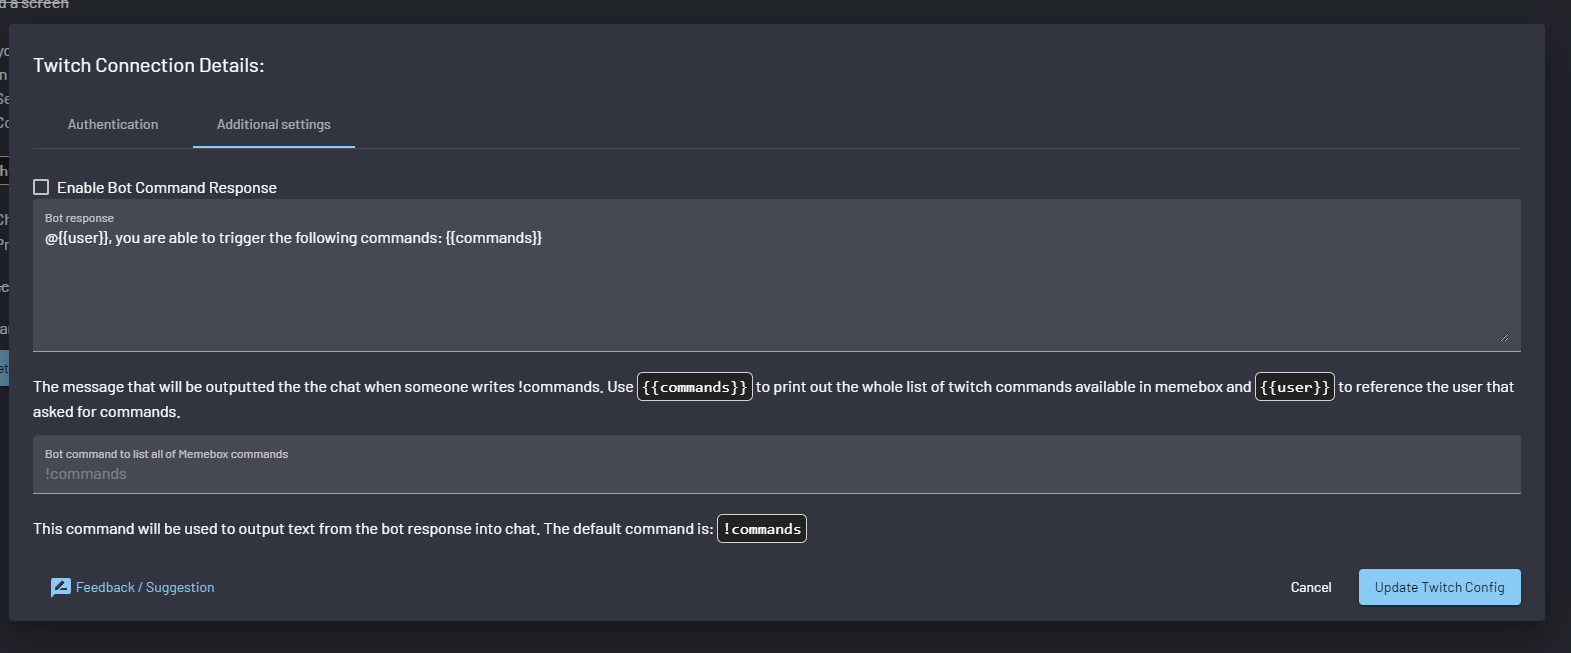 d a screen
Twitch Connection Details:
Authentication
Additional settings
Enable Bot Command Response
Bot response
@{{user}}, you are able to trigger the following commands: {{commands}}
The message that will be outputted the the chat when someone writes !commands. Use {{commands}} to print out the whole list of twitch commands available in memebox and {{user}} to reference the user that
asked for commands.
Bot command to list all of Memebox commands
!commands
This command will be used to output text from the bot response into chat. The default command is: !commands
Feedback / Suggestion
Cancel
Update Twitch Config